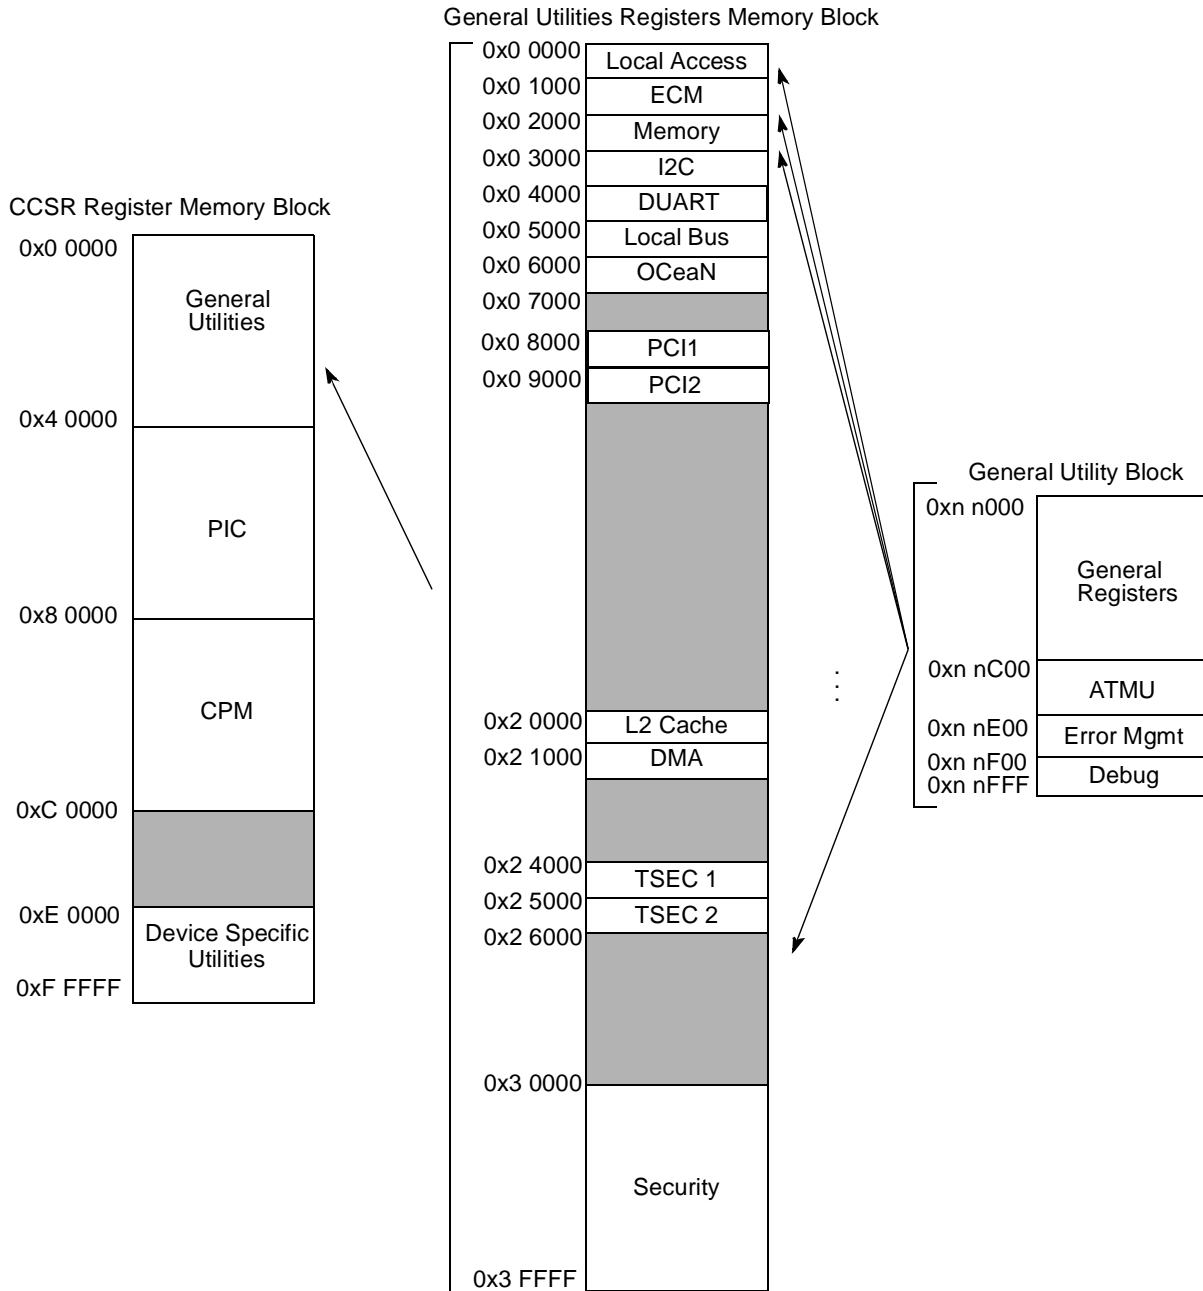 General Utilities Registers Memory Block
0x0 0000
Local Access
0x0 1000
ECM
0x0 2000
Memory
0x0 3000
I2C
0x0 4000
DUART
0x0 5000
Local Bus
0x0 6000
OCeaN
0x0 7000
0x0 8000
PCI1
0x0 9000
PCI2
0x2 0000
L2 Cache
0x2 1000
DMA
0x2 4000
TSEC 1
0x2 5000
TSEC 2
0x2 6000
0x3 0000
Security
0x3 FFFF
CCSR Register Memory Block
0x0 0000
General
Utilities
0x4 0000
PIC
0x8 0000
CPM
0xC 0000
0xE 0000
Device Specific
Utilities
0xF FFFF
General Utility Block
0xn n000
General
Registers
0xn nC00
ATMU
0xn nE00
Error Mgmt
0xn nF00
Debug
0xn nFFF